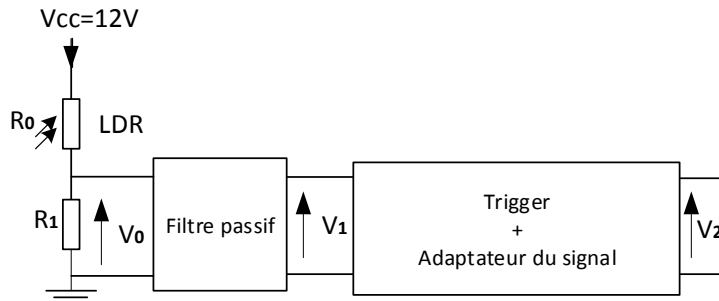 Vcc=12V
R0
LDR
R1
V0
Filtre passif
V1
Trigger
+
Adaptateur du signal
V2